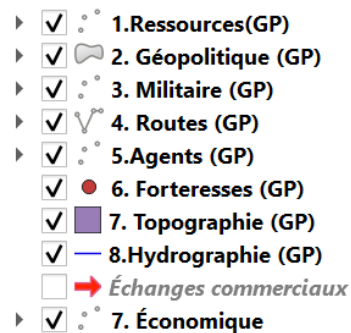 1.Ressources(GP)
2. Géopolitique (GP)
3. Militaire (GP)
4. Routes (GP)
5.Agents (GP)
6. Forteresses (GP)
7. Topographie (GP)
8.Hydrographie (GP)
Échanges commerciaux
7. Économique